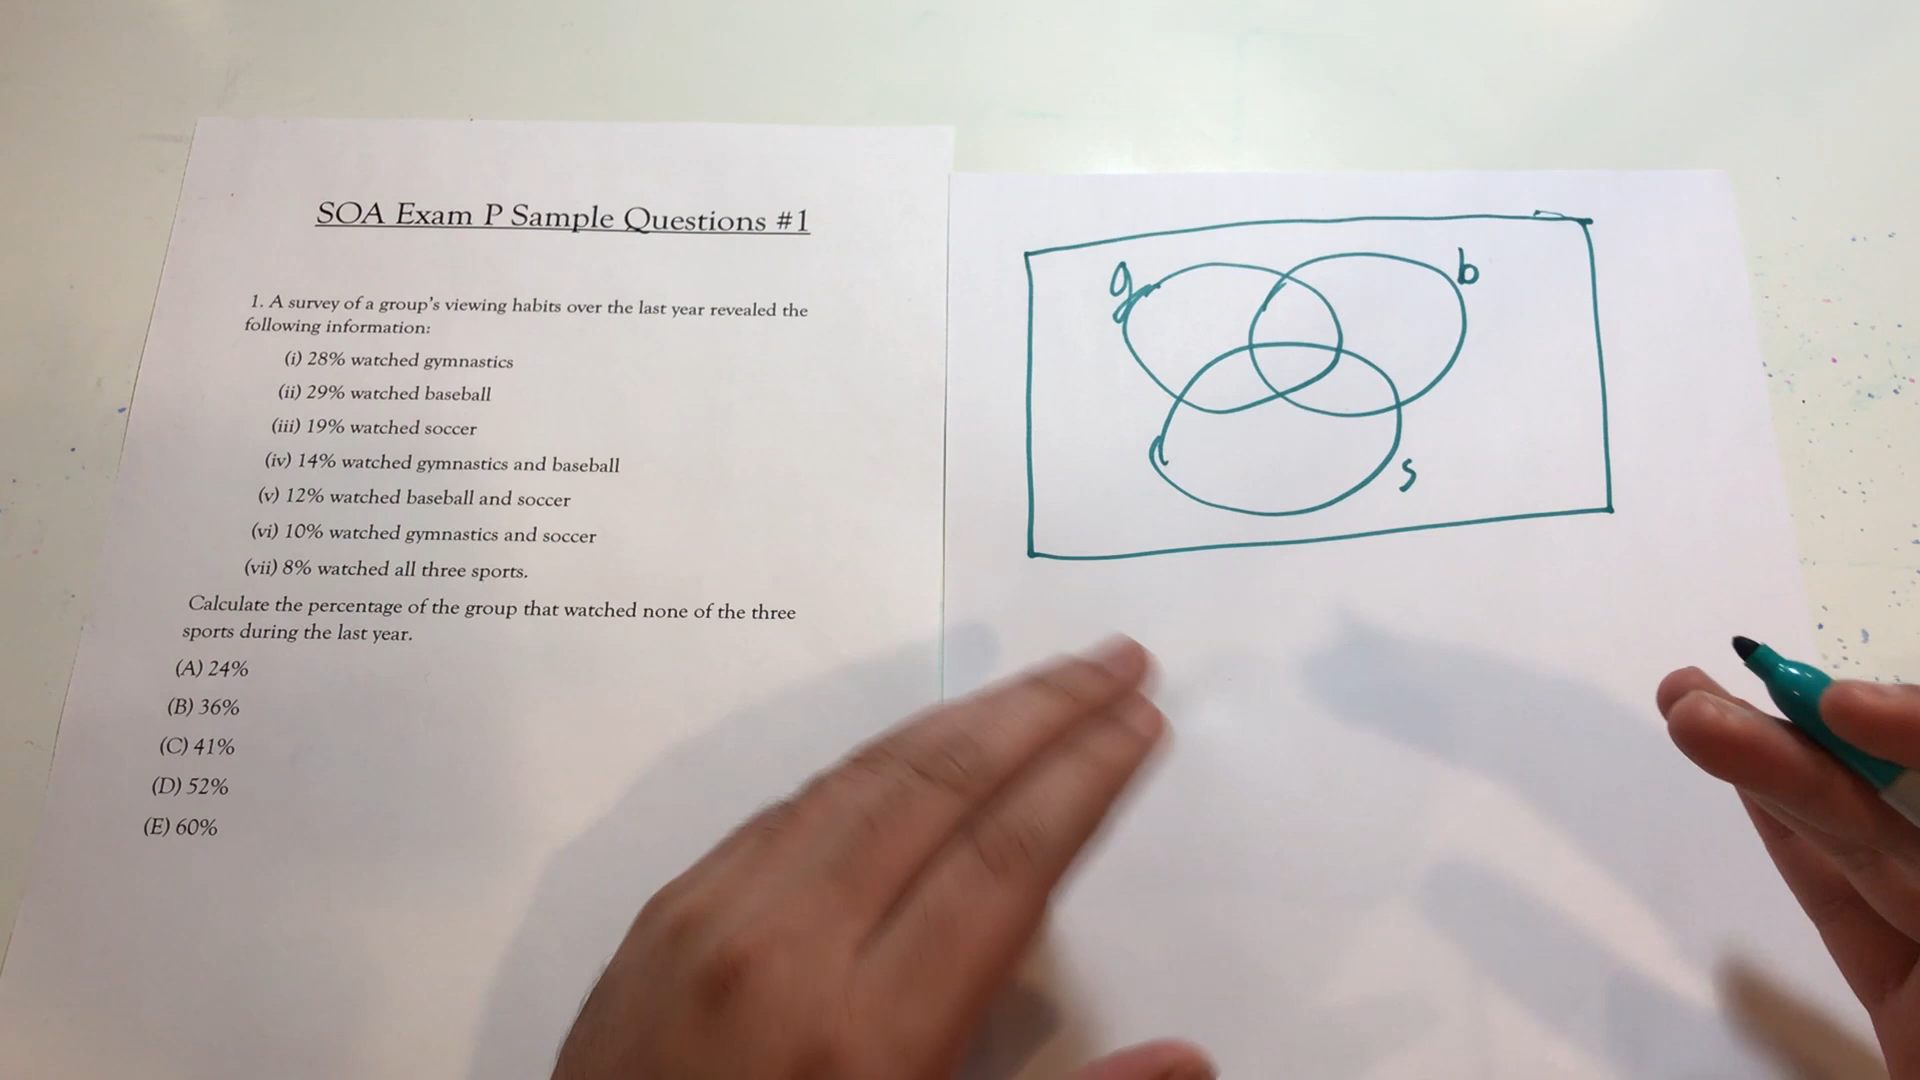 SOA Exam P Sample Questions #1
1. A survey of a group's viewing habits over the last year revealed the
following information:
(i) 28% watched gymnastics
(ii) 29% watched baseball
(iii) 19% watched soccer
(iv) 14% watched gymnastics and baseball
(v) 12% watched baseball and soccer
(vi) 10% watched gymnastics and soccer
(vii) 8% watched all three sports.
Calculate the percentage of the group that watched none of the three
sports during the last year.
(A) 24%
(B) 36%
(C) 41%
(D) 52%
(E) 60%
g
b
s